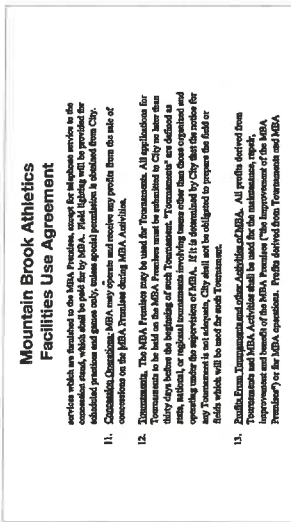 Mountain Brook Athletics
Facilities Use Agreement
services which are furnished to the MBA Premises, except for telephone service to the
concession stand, which shall be paid for by MBA. Field lighting will be provided for
scheduled practices and games only, unless special permission is obtained from City.
11. Concession Operations: MBA may operate and receive any profits from the sale of
concessions on the MBA Premises during MBA Activities.
12. Tournaments. The MBA Premises may be used for Tournaments. All applications for
Tournaments to be held on the MBA Premises must be submitted to City no later than
thirty days before the beginning of such Tournament. "Tournaments" are defined as
state, national, or regional tournaments involving teams other than those organized and
operating under the supervision of MBA. If it is determined by City that the notice for
any Tournament is not adequate, City shall not be obligated to prepare the field or
fields which will be used for such Tournament.
13. Profits From Tournaments and other Activities of MBA. All profits derived from
Tournaments and MBA Activities shall be used for the maintenance, repair,
improvement and benefit of the MBA Premises ("the Improvement of the MBA
Premises") or for MBA operations. Profits derived from Tournaments and MBA